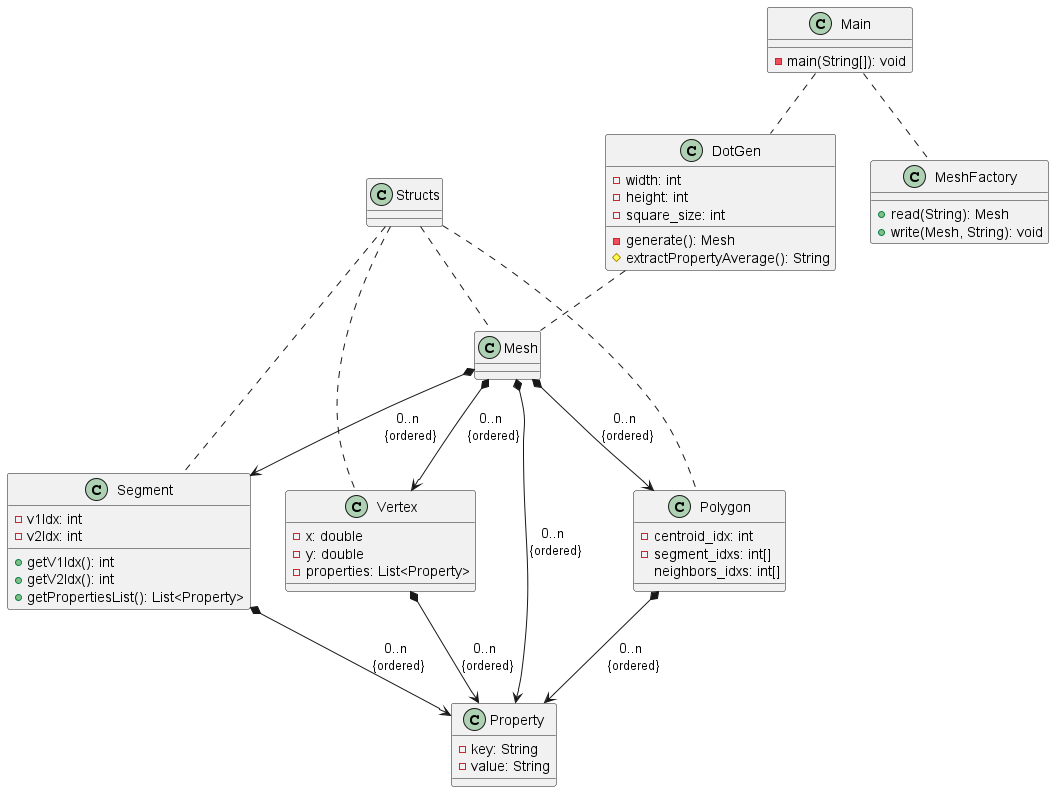 C Main
main(String[]): void
C DotGen
width: int
height: int
square_size: int
generate(): Mesh
extractPropertyAverage(): String
C MeshFactory
read(String): Mesh
write(Mesh, String): void
C Structs
C Mesh
0..n
{ordered}
0..n
{ordered}
0..n
{ordered}
0..n
{ordered}
C Segment
v1Idx: int
v2Idx: int
getV1Idx(): int
getV2Idx(): int
getPropertiesList(): List<Property>
C Vertex
x: double
y: double
properties: List<Property>
C Polygon
centroid_idx: int
segment_idxs: int[]
neighbors_idxs: int[]
0..n
{ordered}
0..n
{ordered}
0..n
{ordered}
C Property
key: String
value: String